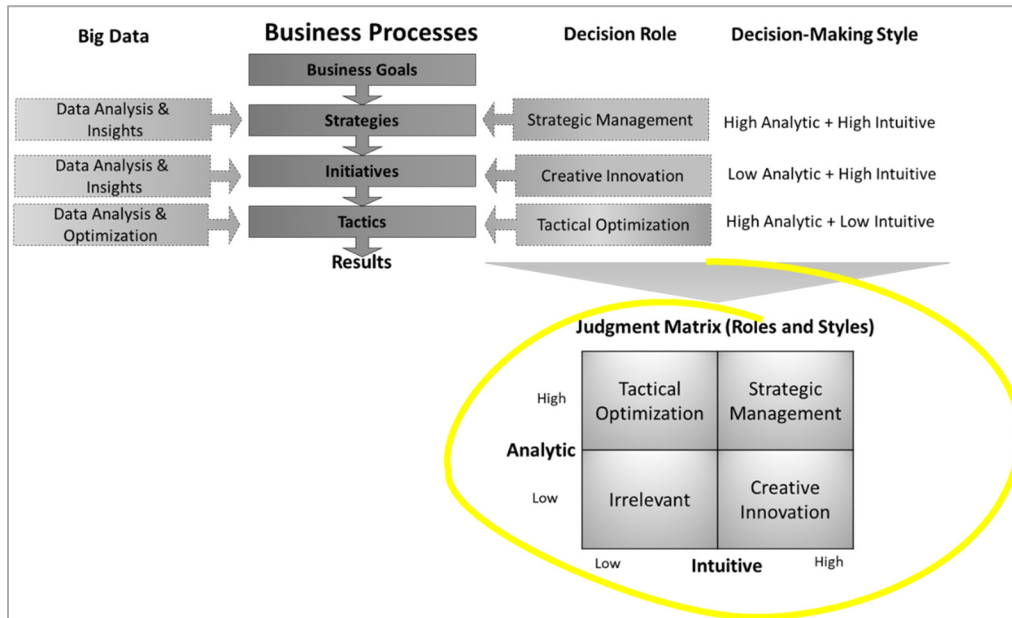 Big Data
Business Processes
Decision Role
Decision-Making Style
Business Goals
Data Analysis &
Insights
Strategies
Strategic Management
High Analytic + High Intuitive
Data Analysis &
Insights
Initiatives
Creative Innovation
Low Analytic + High Intuitive
Data Analysis &
Optimization
Tactics
Tactical Optimization
High Analytic + Low Intuitive
Results
Judgment Matrix (Roles and Styles)
High
Tactical
Optimization
Strategic
Management
Analytic
Low
Irrelevant
Creative
Innovation
Low
Intuitive
High